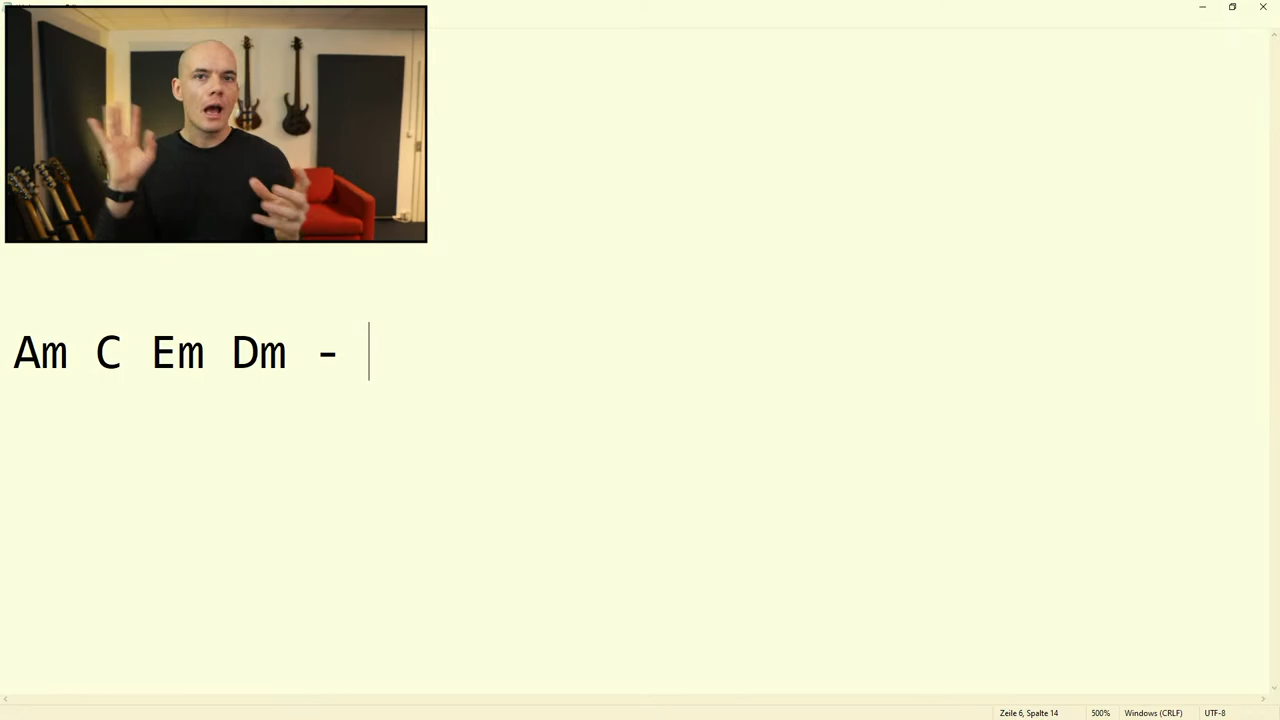 Am C Em Dm -
Zeile 6, Spalte 14
500%
Windows (CRLF)
UTF-8